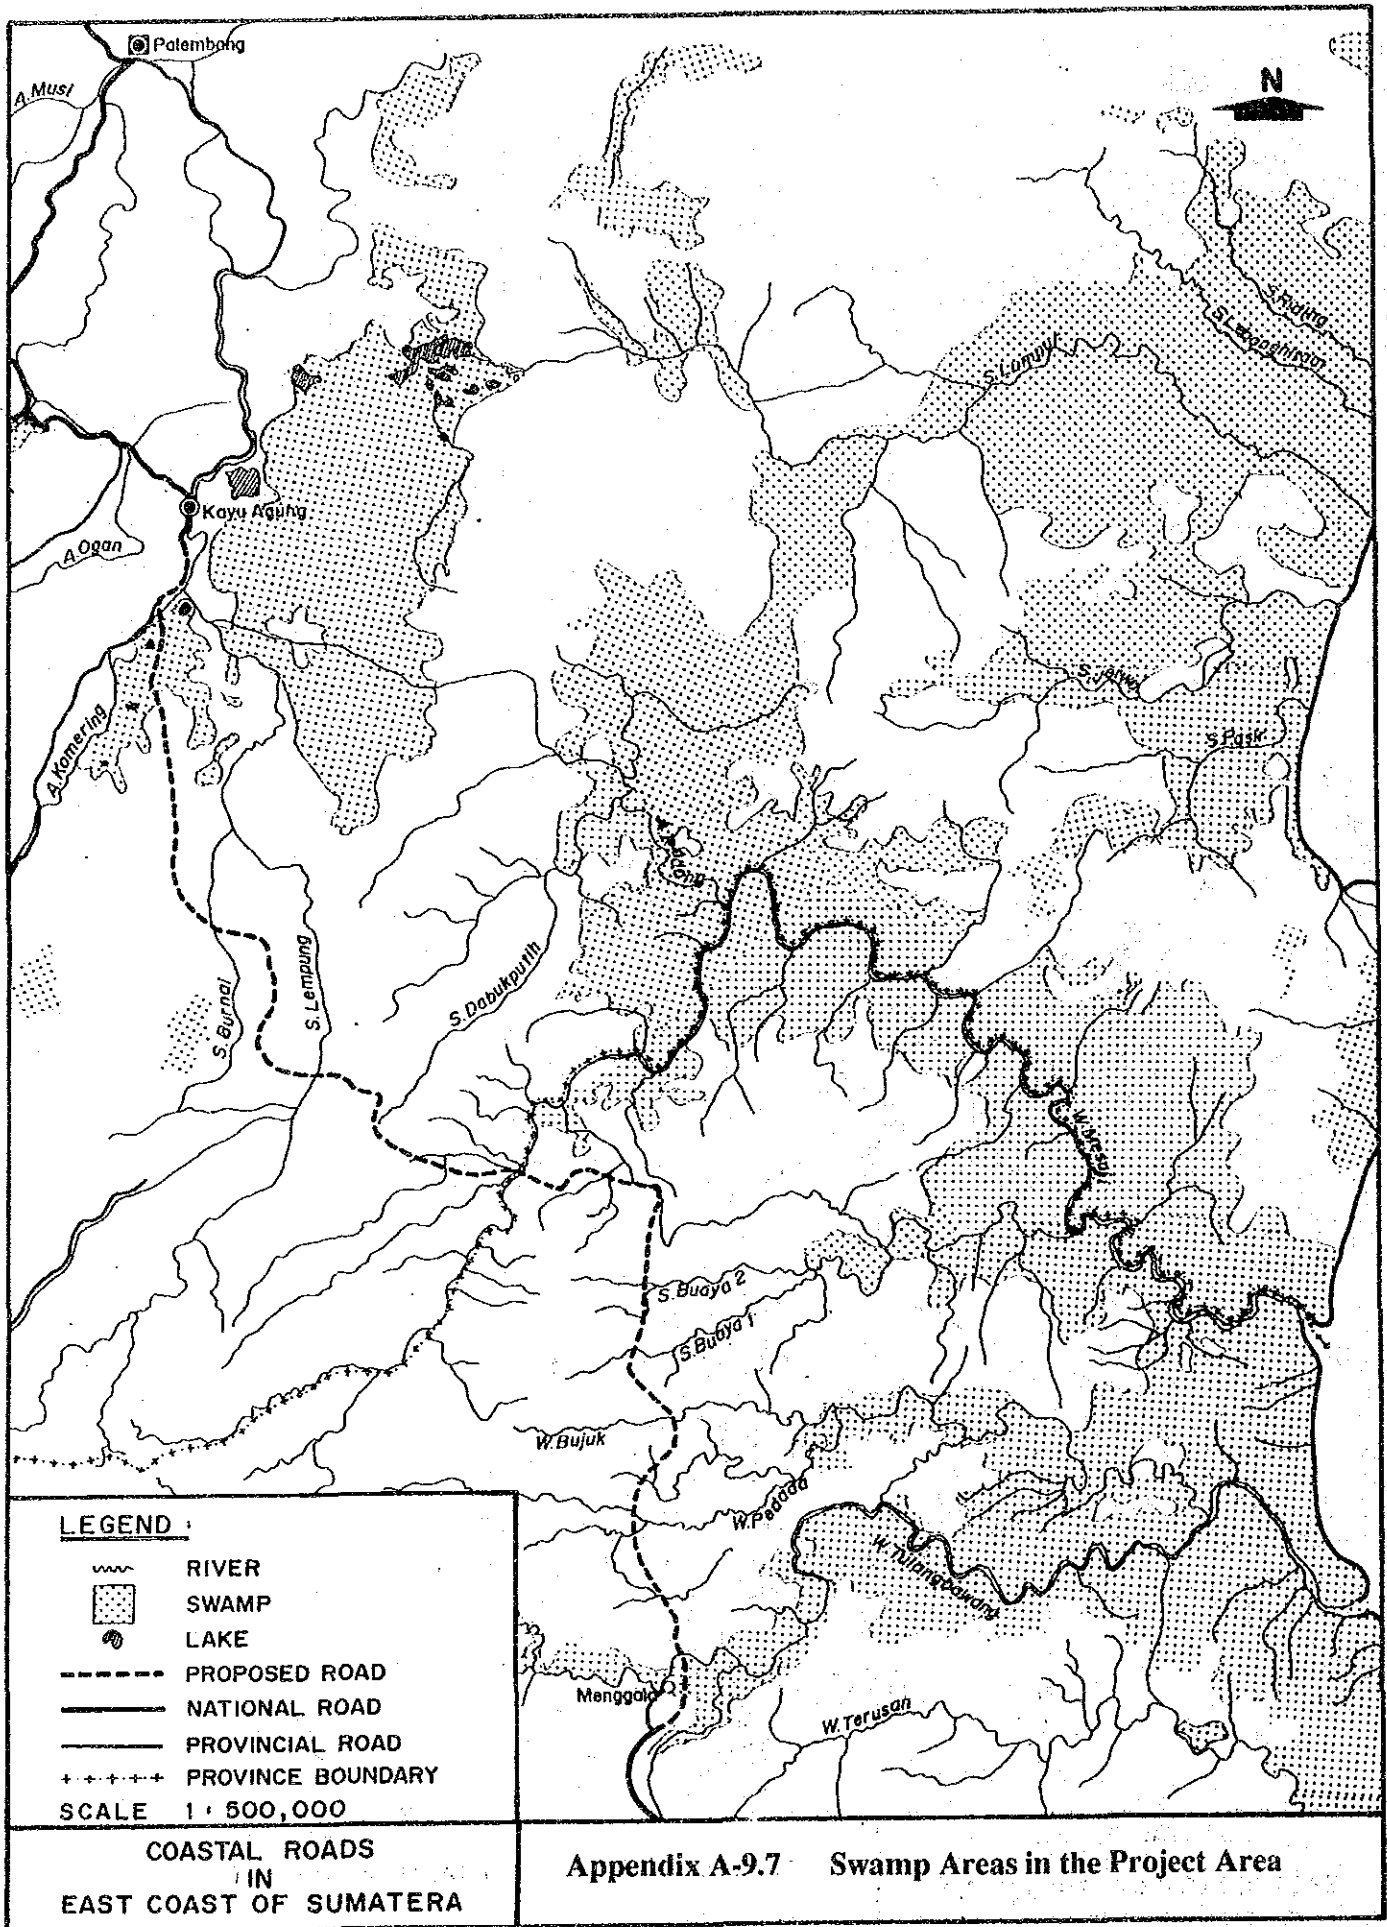 Palembang
N
A.Musi
S.Riding
S.Lumpur
Kayu Agung
A.Ogan
A.Komering
S.Pasir
S.Burnai
S.Lempung
S.Dabukputih
W.Mesuji
S.Buaya 2
S.Buaya 1
W.Bujuk
W.Pedada
W.Tulangbawang
Menggala
W.Terusan
LEGEND :
RIVER
SWAMP
LAKE
PROPOSED ROAD
NATIONAL ROAD
PROVINCIAL ROAD
PROVINCE BOUNDARY
SCALE 1 : 500,000
COASTAL ROADS
IN
EAST COAST OF SUMATERA
Appendix A-9.7 Swamp Areas in the Project Area